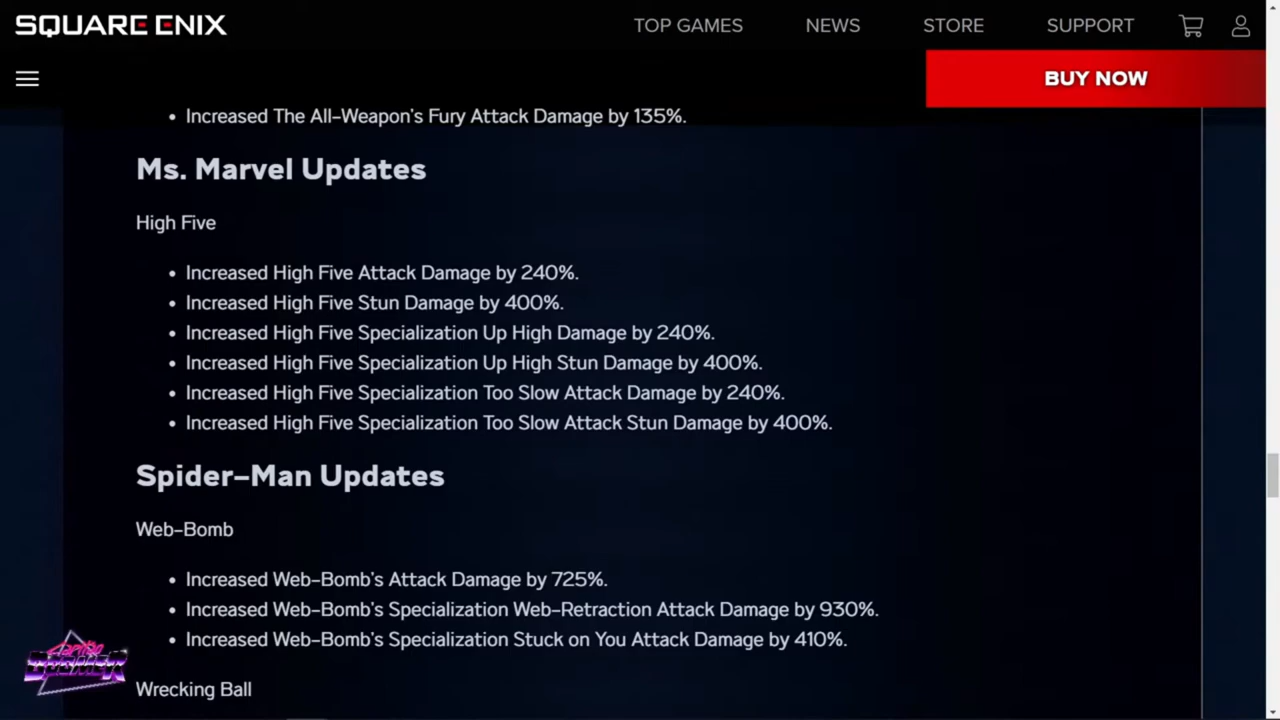 SQUARE ENIX
TOP GAMES NEWS STORE SUPPORT
BUY NOW
• Increased The All-Weapon's Fury Attack Damage by 135%.
Ms. Marvel Updates
High Five
• Increased High Five Attack Damage by 240%.
• Increased High Five Stun Damage by 400%.
• Increased High Five Specialization Up High Damage by 240%.
• Increased High Five Specialization Up High Stun Damage by 400%.
• Increased High Five Specialization Too Slow Attack Damage by 240%.
• Increased High Five Specialization Too Slow Attack Stun Damage by 400%.
Spider-Man Updates
Web-Bomb
• Increased Web-Bomb's Attack Damage by 725%.
• Increased Web-Bomb's Specialization Web-Retraction Attack Damage by 930%.
• Increased Web-Bomb's Specialization Stuck on You Attack Damage by 410%.
Wrecking Ball